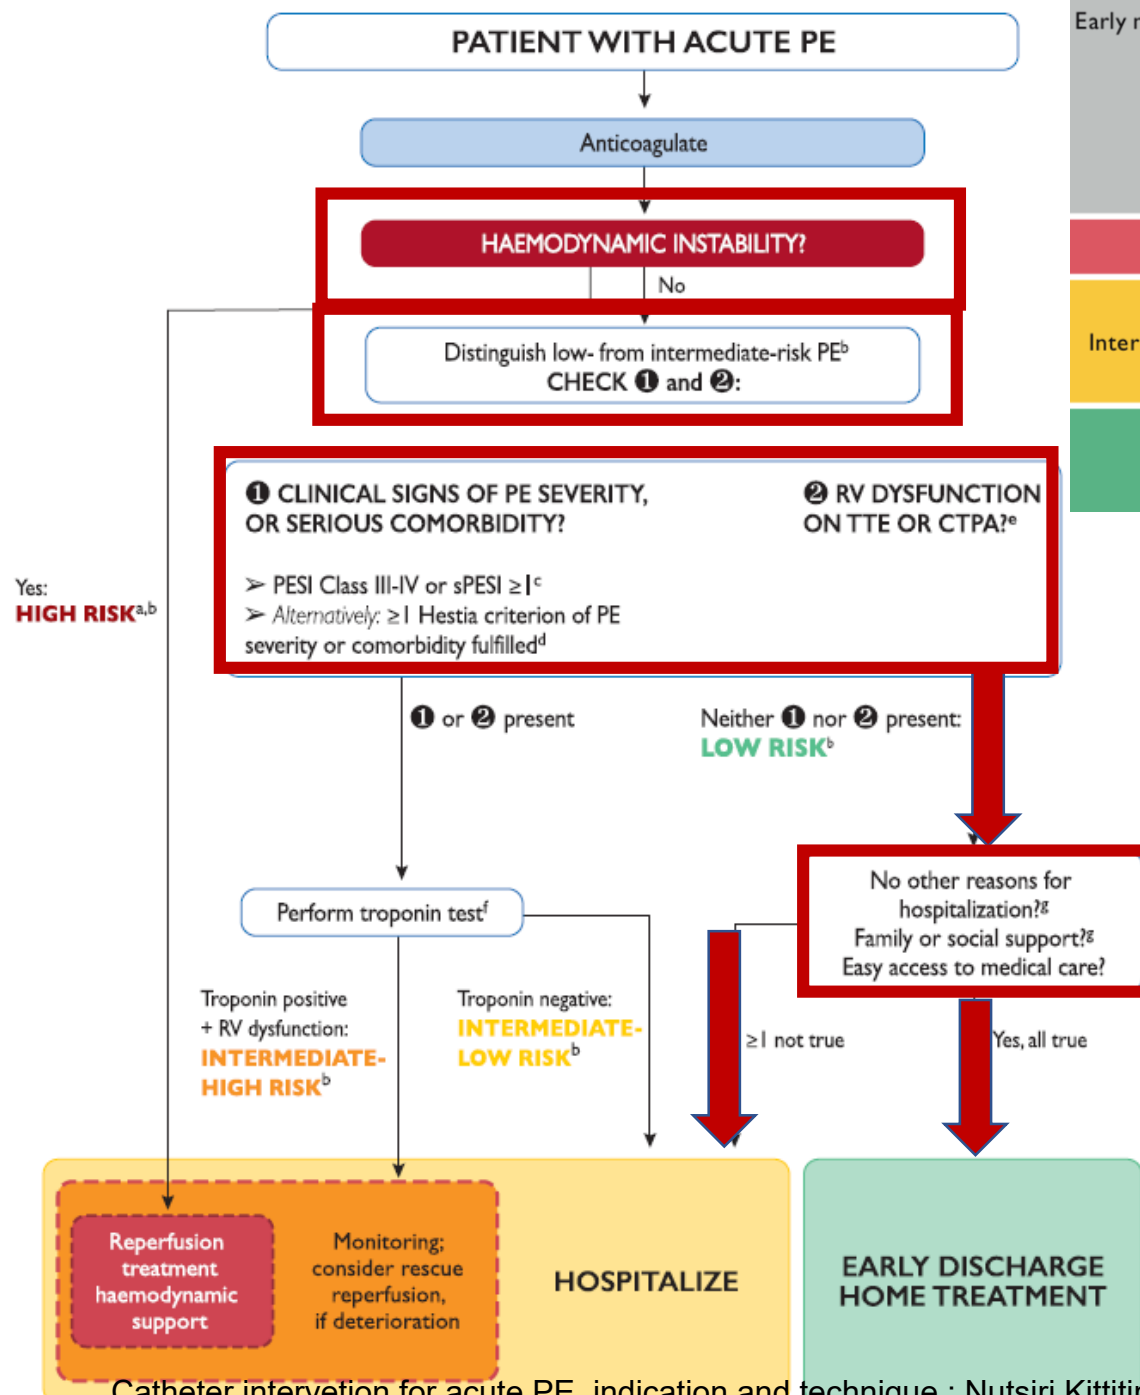 PATIENT WITH ACUTE PE
Early
Anticoagulate
HAEMODYNAMIC INSTABILITY?
No
Distinguish low- from intermediate-risk PEᵇ
CHECK ❶ and ❷:
Inter
❶ CLINICAL SIGNS OF PE SEVERITY,
OR SERIOUS COMORBIDITY?
➢ PESI Class III-IV or sPESI ≥1ᶜ
➢ Alternatively: ≥1 Hestia criterion of PE
severity or comorbidity fulfilledᵈ
❷ RV DYSFUNCTION
ON TTE OR CTPA?ᵉ
Yes:
HIGH RISKᵃ,ᵇ
❶ or ❷ present
Neither ❶ nor ❷ present:
LOW RISKᵇ
Perform troponin testᶠ
No other reasons for
hospitalization?ᵍ
Family or social support?ᵍ
Easy access to medical care?
Troponin positive
+ RV dysfunction:
INTERMEDIATE-
HIGH RISKᵇ
Troponin negative:
INTERMEDIATE-
LOW RISKᵇ
≥1 not true
Yes, all true
Reperfusion
treatment
haemodynamic
support
Monitoring;
consider rescue
reperfusion,
if deterioration
HOSPITALIZE
EARLY DISCHARGE
HOME TREATMENT
Catheter intervetion for acute PE, indication and technique : Nutsiri